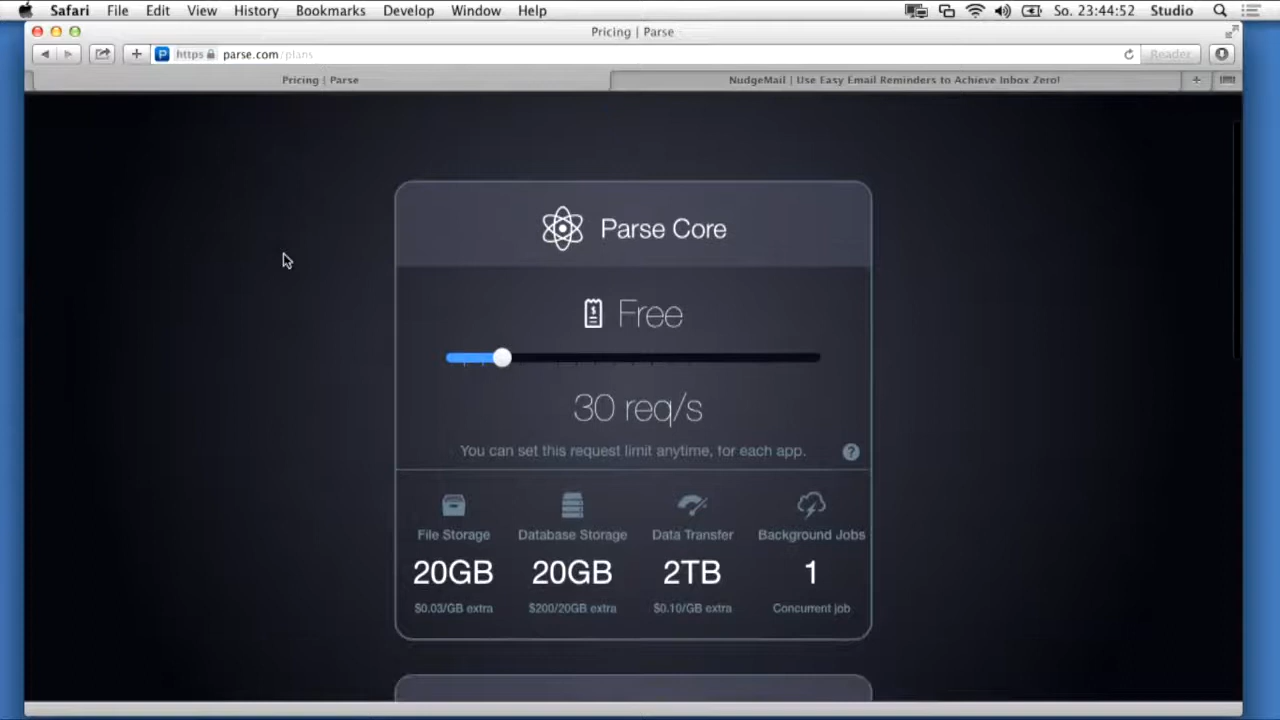 Safari File Edit View History Bookmarks Develop Window Help So. 23:44:52 Studio
Pricing | Parse
https parse.com/plans Reader
Pricing | Parse NudgeMail | Use Easy Email Reminders to Achieve Inbox Zero!
Parse Core
Free
30 req/s
You can set this request limit anytime, for each app. ?
File Storage Database Storage Data Transfer Background Jobs
20GB 20GB 2TB 1
$0.03/GB extra $200/20GB extra $0.10/GB extra Concurrent job